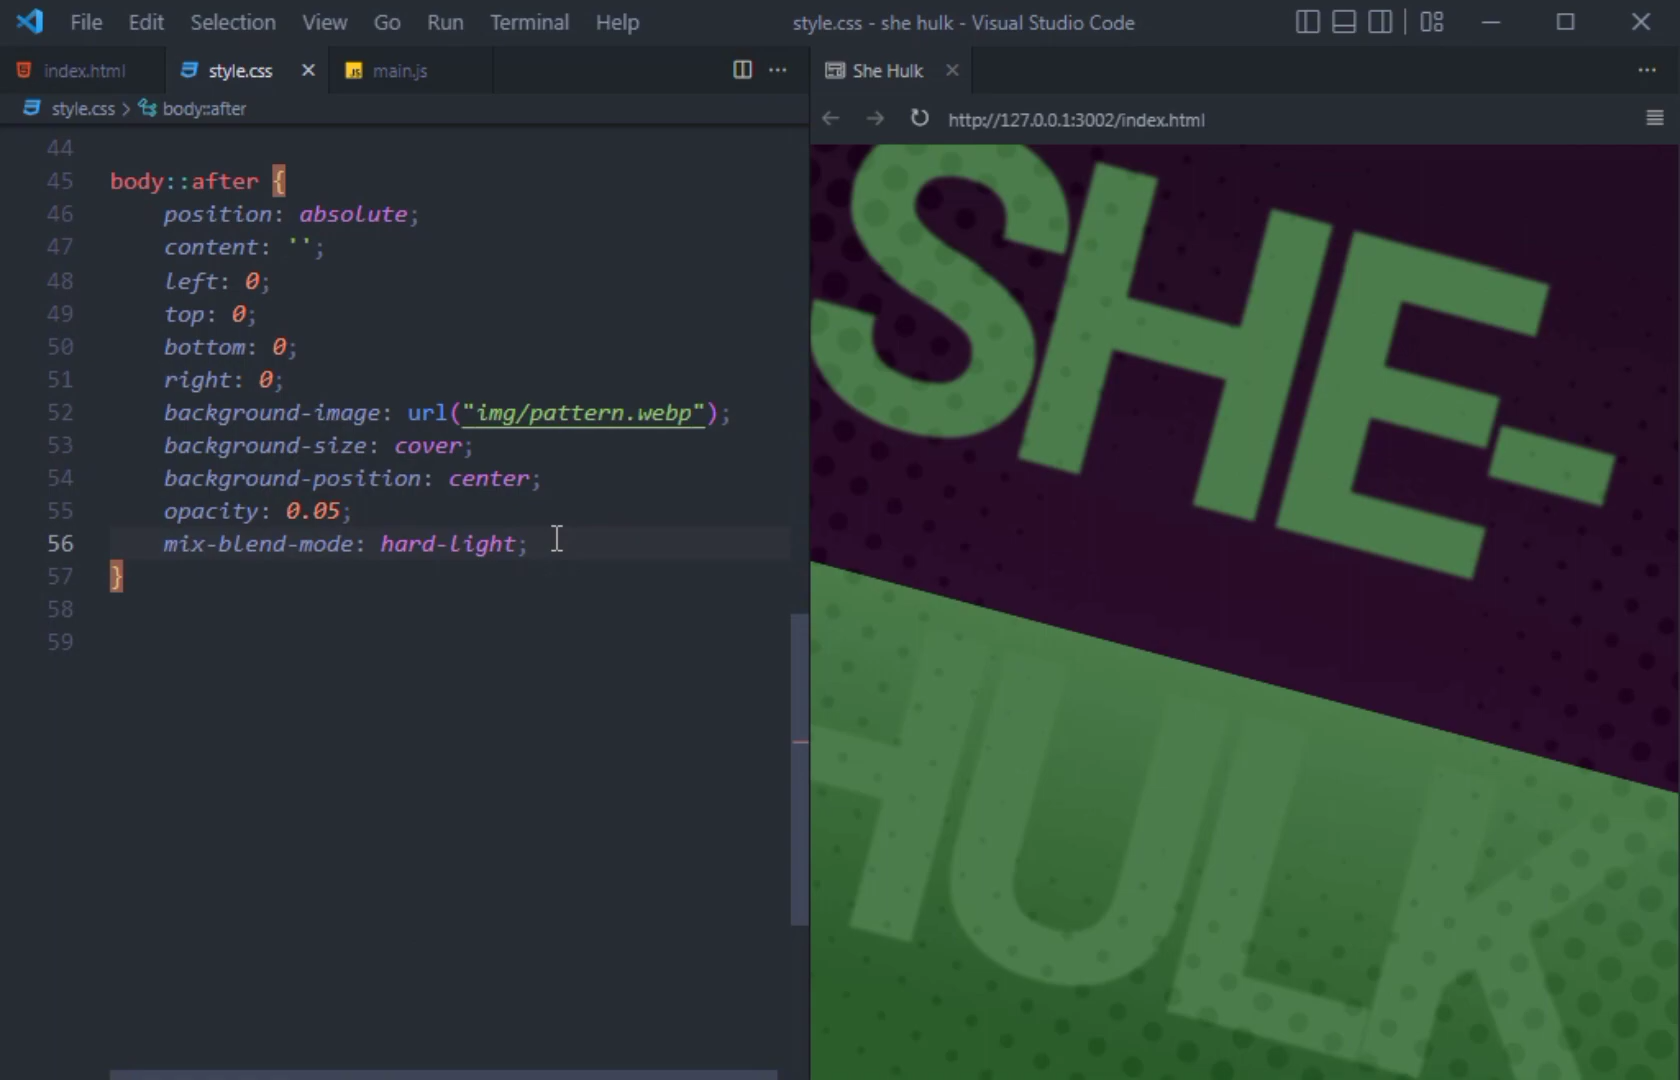 File Edit Selection View Go Run Terminal Help style.css - she hulk - Visual Studio Code
index.html style.css JS main.js She Hulk
style.css > body::after
http://127.0.0.1:3002/index.html
44
45 body::after {
46 position: absolute;
47 content: '';
48 left: 0;
49 top: 0;
50 bottom: 0;
51 right: 0;
52 background-image: url("img/pattern.webp");
53 background-size: cover;
54 background-position: center;
55 opacity: 0.05;
56 mix-blend-mode: hard-light;
57 }
58
59
SHE-
HULK